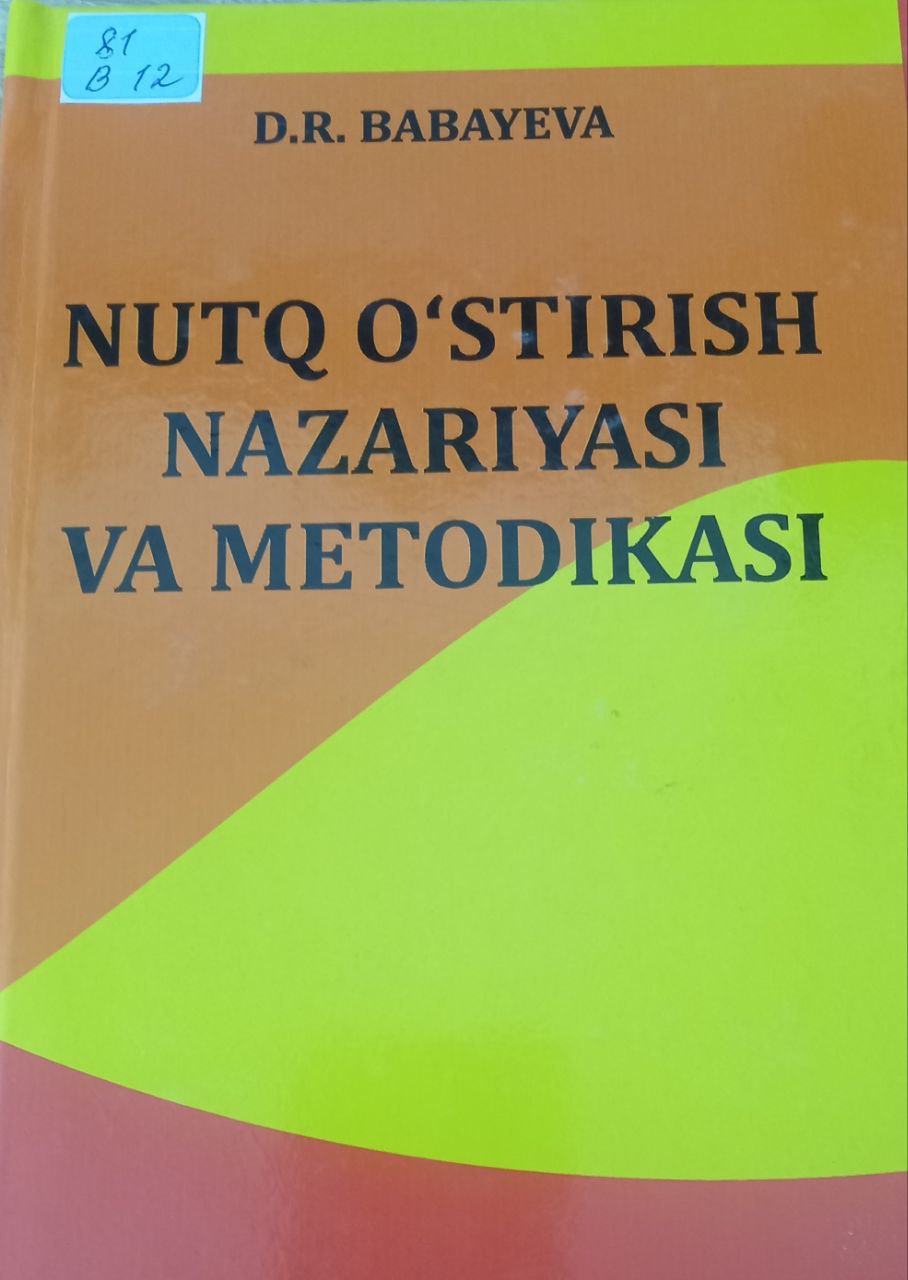 81
B 12
D.R. BABAYEVA
NUTQ O‘STIRISH
NAZARIYASI
VA METODIKASI